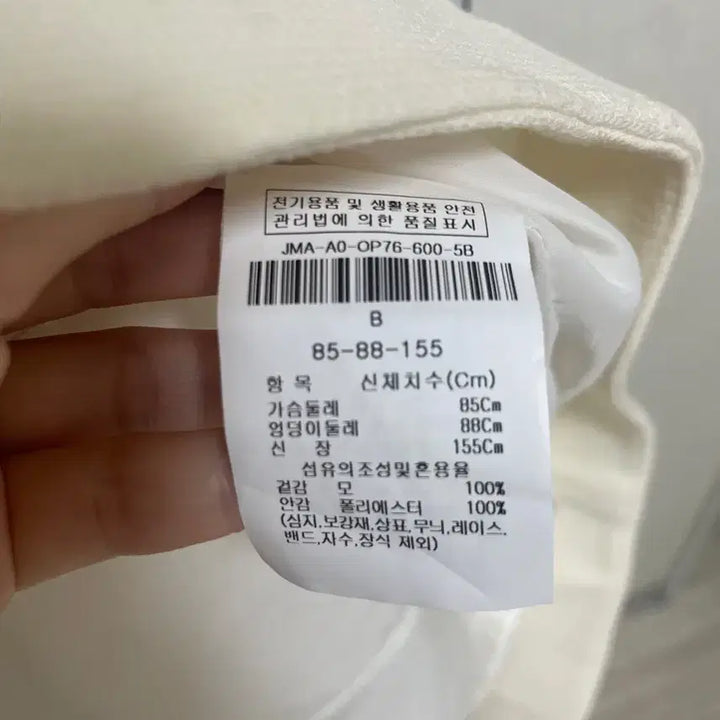 전기용품 및 생활용품 안전
관리법에 의한 품질표시
JMA-A0-OP76-600-5B
B
85-88-155
항 목 신체치수(Cm)
가슴둘레 85Cm
엉덩이둘레 88Cm
신 장 155Cm
섬유의조성및혼용율
겉감 모 100%
안감 폴리에스터 100%
(심지,보강재,상표,무늬,레이스,
밴드,자수,장식 제외)